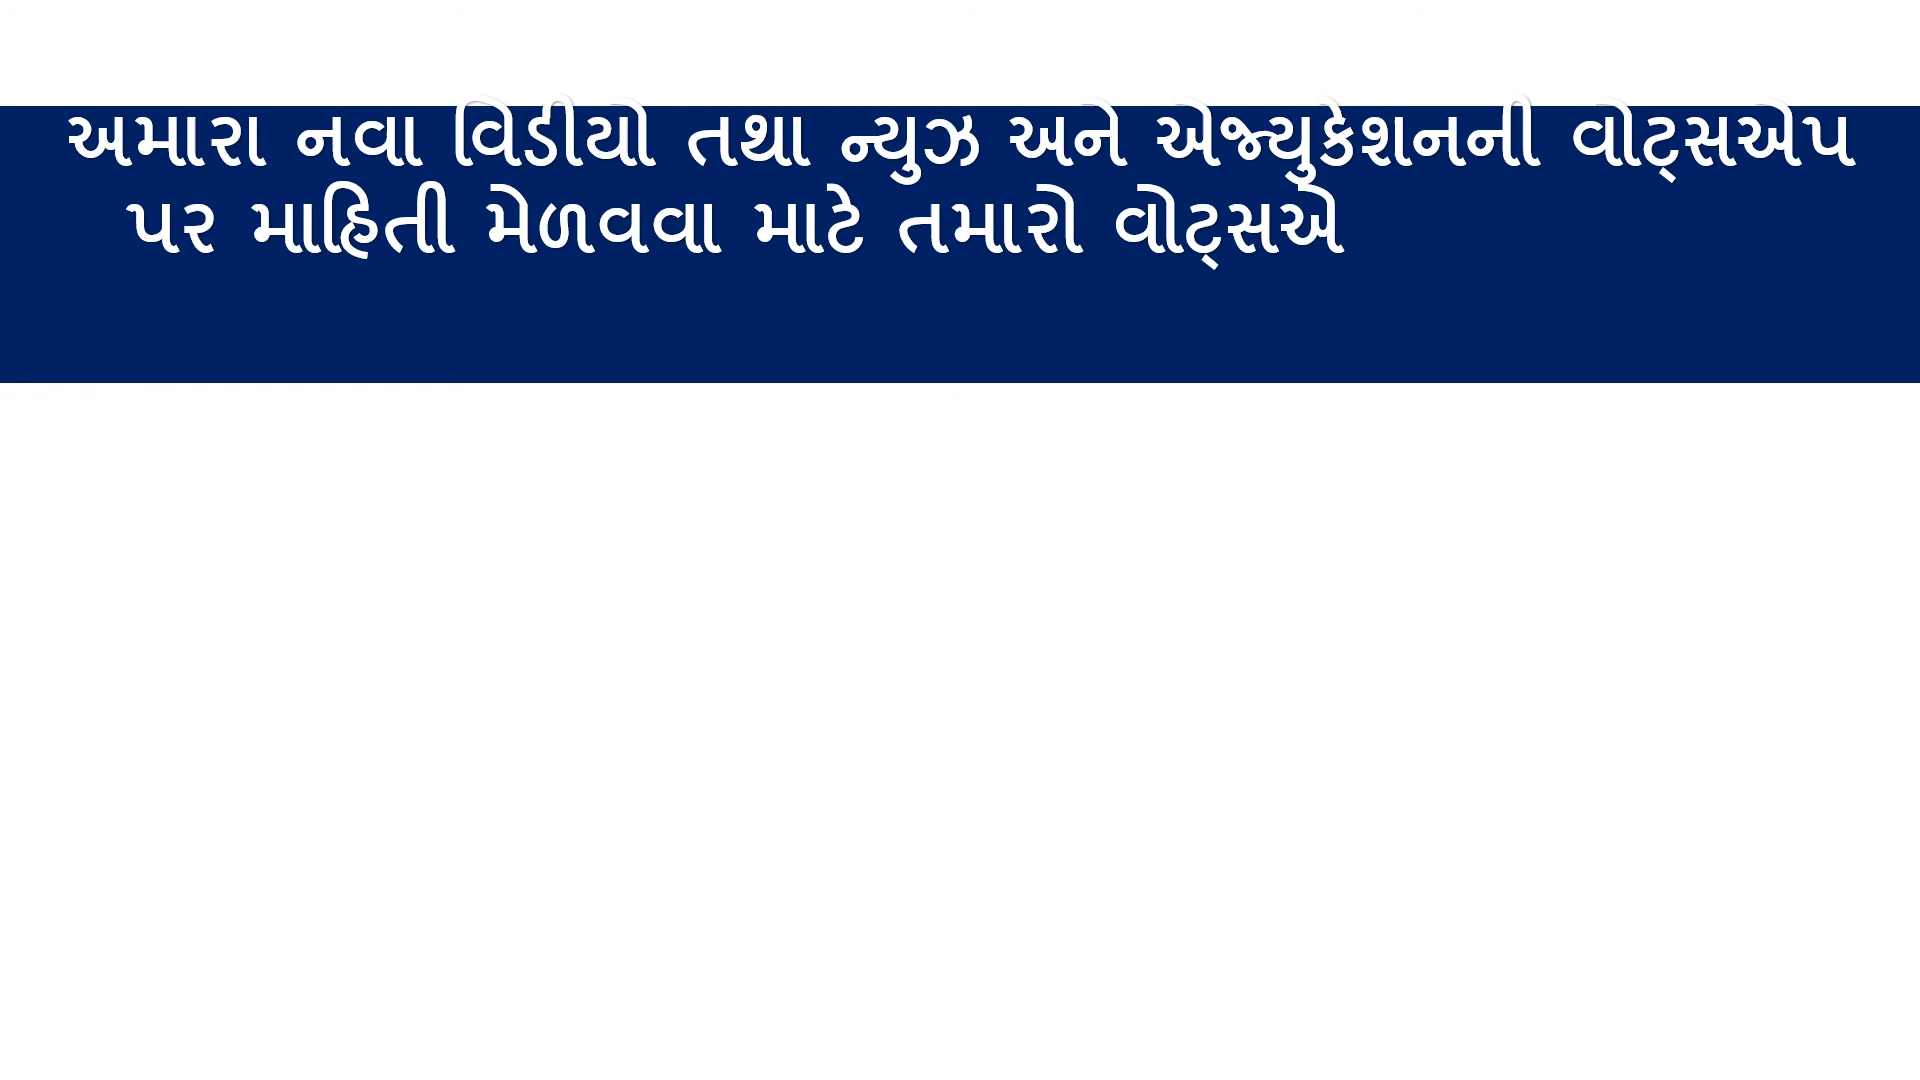 અમારા નવા વિડીયો તથા ન્યુઝ અને એજ્યુકેશનની વોટ્સએપ
પર માહિતી મેળવવા માટે તમારો વોટ્સએ